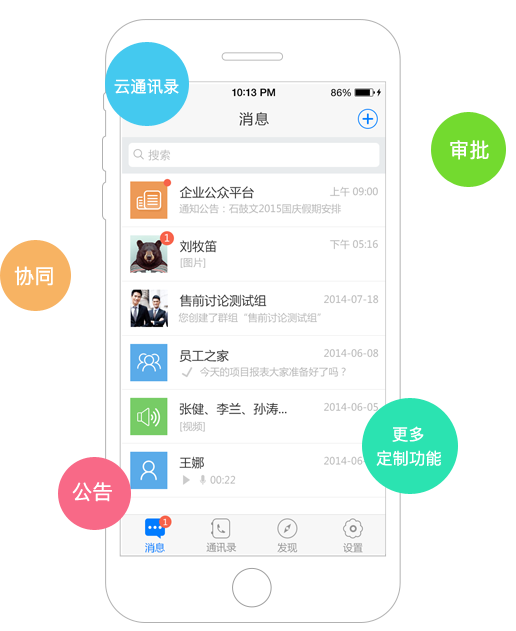 云通讯录
10:13 PM
86%
消息
审批
搜索
企业公众平台
上午 09:00
通知公告：石鼓文2015国庆假期安排
1
刘牧笛
下午 05:16
[图片]
协同
售前讨论测试组
2014-07-18
您创建了群组“售前讨论测试组”
员工之家
2014-06-08
今天的项目报表大家准备好了吗？
张健、李兰、孙涛...
2014-06-05
[视频]
更多
定制功能
王娜
2014-06
00:22
公告
1
消息
通讯录
发现
设置